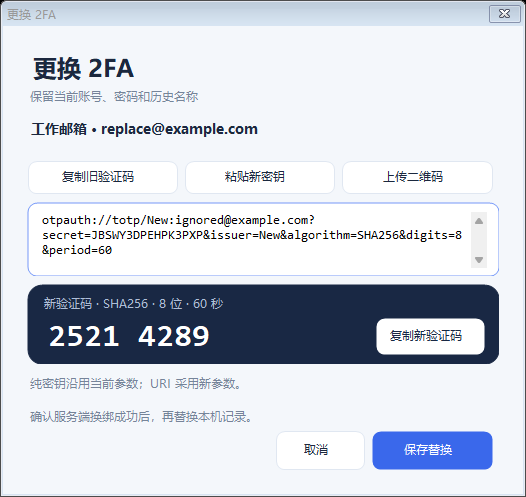 更换 2FA
更换 2FA
保留当前账号、密码和历史名称
工作邮箱 • replace@example.com
复制旧验证码
粘贴新密钥
上传二维码
otpauth://totp/New:ignored@example.com?
secret=JBSWY3DPEHPK3PXP&issuer=New&algorithm=SHA256&digits=8
&period=60
新验证码 · SHA256 · 8 位 · 60 秒
2521 4289
复制新验证码
纯密钥沿用当前参数；URI 采用新参数。
确认服务端换绑成功后，再替换本机记录。
取消
保存替换